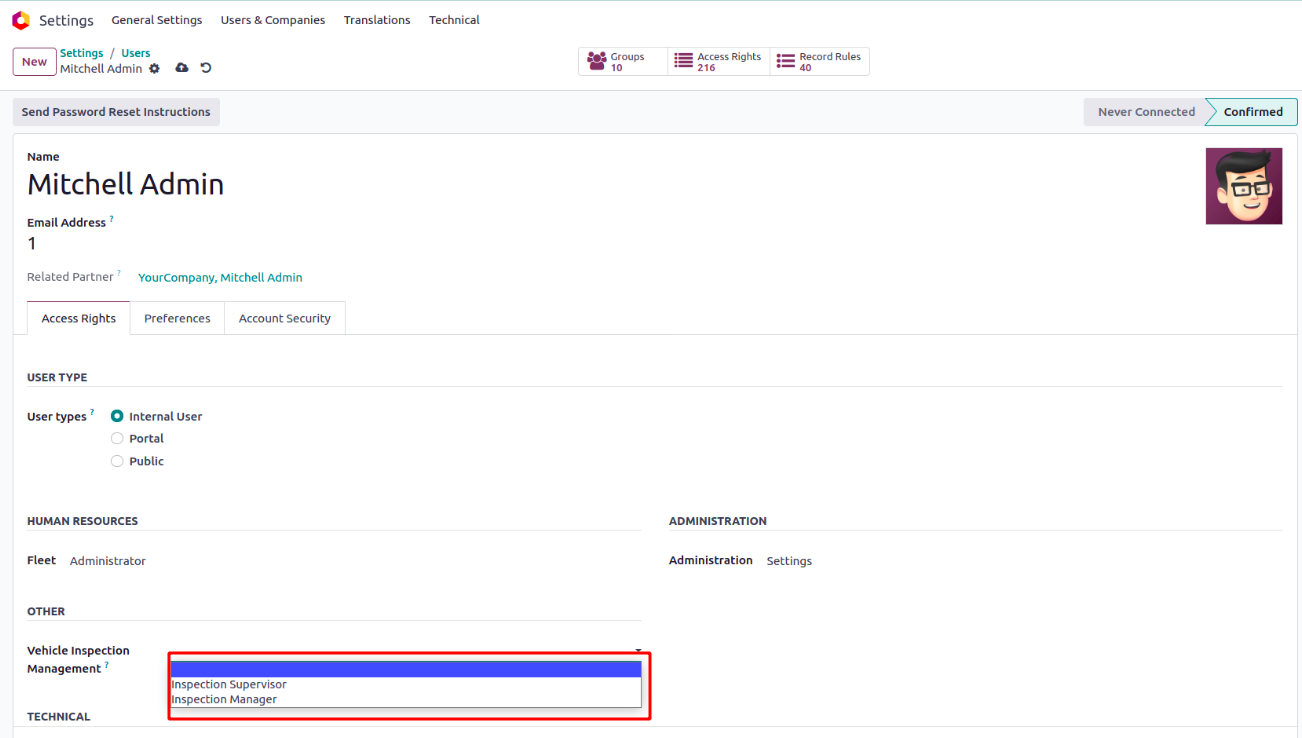 Settings General Settings Users & Companies Translations Technical
New Settings / Users
Mitchell Admin
Groups
10
Access Rights
216
Record Rules
40
Send Password Reset Instructions
Never Connected Confirmed
Name
Mitchell Admin
Email Address ?
1
Related Partner ? YourCompany, Mitchell Admin
Access Rights Preferences Account Security
USER TYPE
User types ? Internal User
Portal
Public
HUMAN RESOURCES
Fleet Administrator
ADMINISTRATION
Administration Settings
OTHER
Vehicle Inspection
Management ?
Inspection Supervisor
Inspection Manager
TECHNICAL